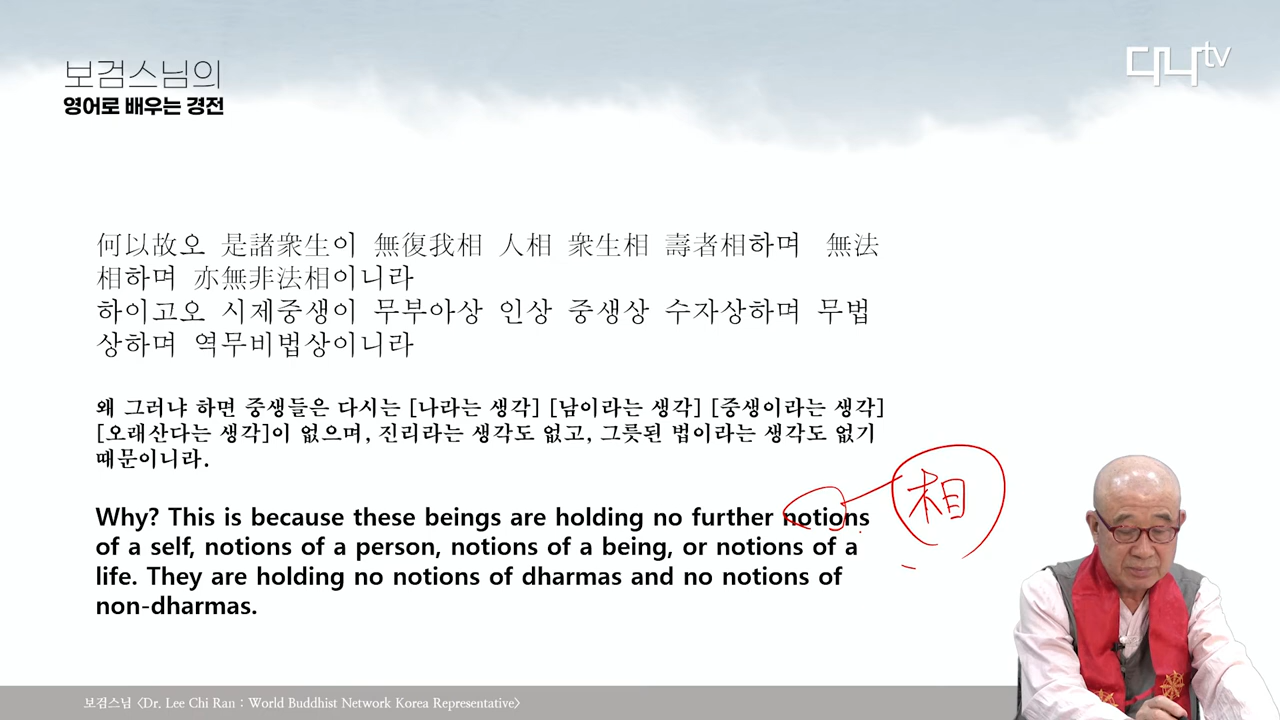 보검스님의
영어로 배우는 경전
다나tv
何以故오 是諸衆生이 無復我相 人相 衆生相 壽者相하며 無法
相하며 亦無非法相이니라
하이고오 시제중생이 무부아상 인상 중생상 수자상하며 무법
상하며 역무비법상이니라
왜 그러냐 하면 중생들은 다시는 [나라는 생각] [남이라는 생각] [중생이라는 생각]
[오래산다는 생각]이 없으며, 진리라는 생각도 없고, 그릇된 법이라는 생각도 없기
때문이니라.
Why? This is because these beings are holding no further notions
of a self, notions of a person, notions of a being, or notions of a
life. They are holding no notions of dharmas and no notions of
non-dharmas.
相
보검스님 <Dr. Lee Chi Ran : World Buddhist Network Korea Representative>